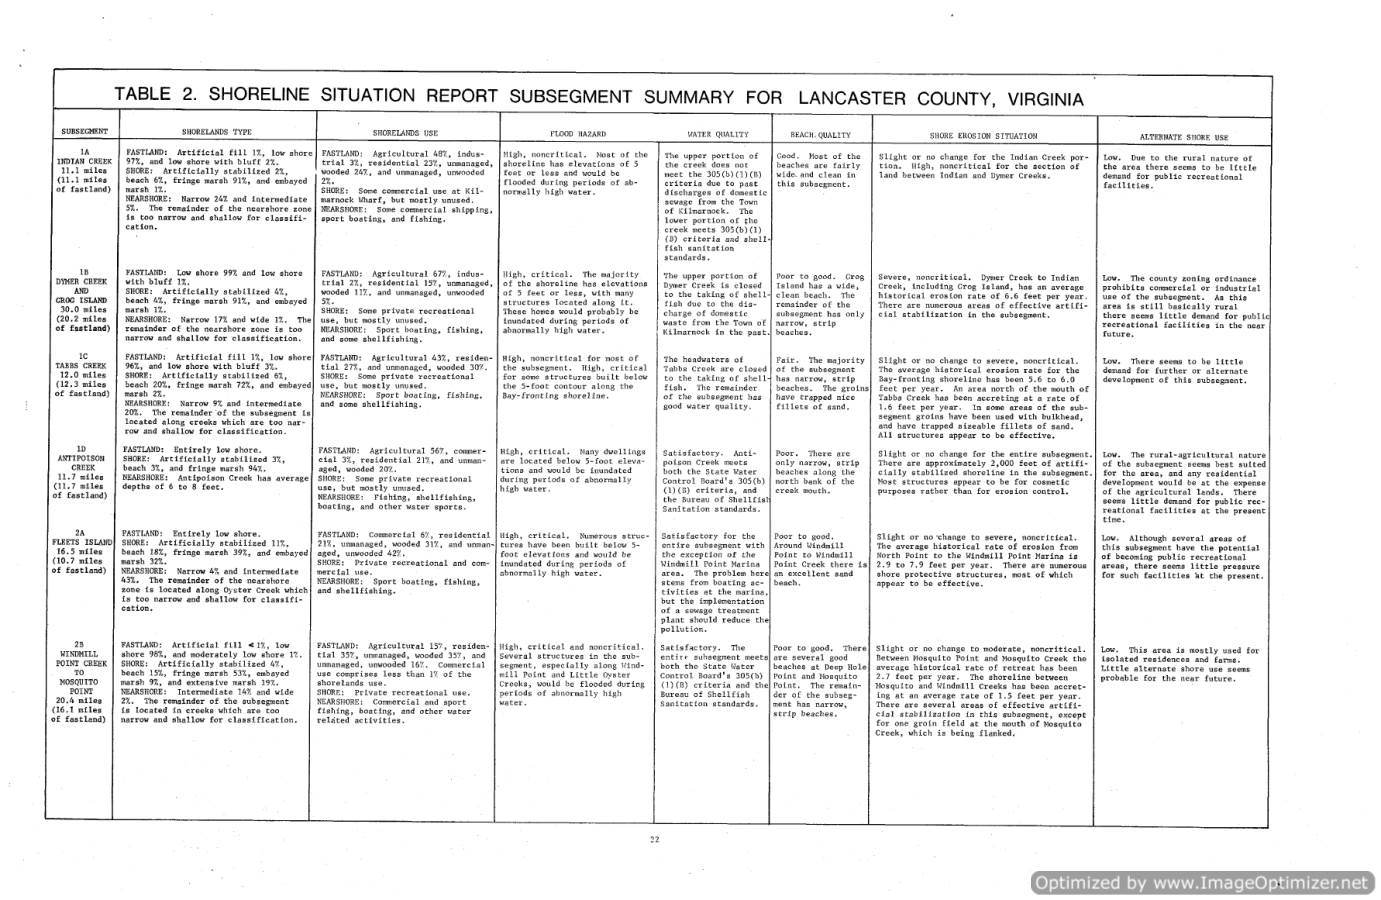 TABLE 2. SHORELINE SITUATION REPORT SUBSEGMENT SUMMARY FOR LANCASTER COUNTY, VIRGINIA
SUBSEGMENT
SHORELANDS TYPE
SHORELANDS USE
FLOOD HAZARD
WATER QUALITY
BEACH QUALITY
SHORE EROSION SITUATION
ALTERNATE SHORE USE
1A
INDIAN CREEK
11.1 miles
(11.1 miles
of fastland)
FASTLAND: Artificial fill 1%, low shore
97%, and low shore with bluff 2%.
SHORE: Artificially stabilized 2%,
beach 6%, fringe marsh 91%, and embayed
marsh 1%.
NEARSHORE: Narrow 24% and intermediate
5%. The remainder of the nearshore zone
is too narrow and shallow for classifi-
cation.
FASTLAND: Agricultural 48%, indus-
trial 3%, residential 23%, unmanaged,
wooded 24%, and unmanaged, unwooded
2%.
SHORE: Some commercial use at Kil-
marnock Wharf, but mostly unused.
NEARSHORE: Some commercial shipping,
sport boating, and fishing.
High, noncritical. Most of the
shoreline has elevations of 5
feet or less and would be
flooded during periods of ab-
normally high water.
The upper portion of
the creek does not
meet the 305(b)(1)(B)
criteria due to past
discharges of domestic
sewage from the Town
of Kilmarnock. The
lower portion of the
creek meets 305(b)(1)
(B) criteria and shell-
fish sanitation
standards.
Good. Most of the
beaches are fairly
wide and clean in
this subsegment.
Slight or no change for the Indian Creek por-
tion. High, noncritical for the section of
land between Indian and Dymer Creeks.
Low. Due to the rural nature of
the area there seems to be little
demand for public recreational
facilities.
1B
DYMER CREEK
AND
GROG ISLAND
30.0 miles
(20.2 miles
of fastland)
FASTLAND: Low shore 99% and low shore
with bluff 1%.
SHORE: Artificially stabilized 4%,
beach 4%, fringe marsh 91%, and embayed
marsh 1%.
NEARSHORE: Narrow 17% and wide 1%. The
remainder of the nearshore zone is too
narrow and shallow for classification.
FASTLAND: Agricultural 67%, indus-
trial 2%, residential 15%, unmanaged,
wooded 11%, and unmanaged, unwooded
5%.
SHORE: Some private recreational
use, but mostly unused.
NEARSHORE: Sport boating, fishing,
and some shellfishing.
High, critical. The majority
of the shoreline has elevations
of 5 feet or less, with many
structures located along it.
These homes would probably be
inundated during periods of
abnormally high water.
The upper portion of
Dymer Creek is closed
to the taking of shell-
fish due to the dis-
charge of domestic
waste from the Town of
Kilmarnock in the past.
Poor to good. Grog
Island has a wide,
clean beach. The
remainder of the
subsegment has only
narrow, strip
beaches.
Severe, noncritical. Dymer Creek to Indian
Creek, including Grog Island, has an average
historical erosion rate of 6.6 feet per year.
There are numerous areas of effective artifi-
cial stabilization in the subsegment.
Low. The county zoning ordinance
prohibits commercial or industrial
use of the subsegment. As this
area is still basically rural
there seems little demand for public
recreational facilities in the near
future.
1C
TABBS CREEK
12.0 miles
(12.3 miles
of fastland)
FASTLAND: Artificial fill 1%, low shore
96%, and low shore with bluff 3%.
SHORE: Artificially stabilized 6%,
beach 20%, fringe marsh 72%, and embayed
marsh 2%.
NEARSHORE: Narrow 9% and intermediate
20%. The remainder of the subsegment is
located along creeks which are too nar-
row and shallow for classification.
FASTLAND: Agricultural 43%, residen-
tial 27%, and unmanaged, wooded 30%.
SHORE: Some private recreational
use, but mostly unused.
NEARSHORE: Sport boating, fishing,
and some shellfishing.
High, noncritical for most of
the subsegment. High, critical
for some structures built below
the 5-foot contour along the
Bay-fronting shoreline.
The headwaters of
Tabbs Creek are closed
to the taking of shell-
fish. The remainder
of the subsegment has
good water quality.
Fair. The majority
of the subsegment
has narrow, strip
beaches. The groins
have trapped nice
fillets of sand.
Slight or no change to severe, noncritical.
The average historical erosion rate for the
Bay-fronting shoreline has been 5.6 to 6.0
feet per year. An area north of the mouth of
Tabbs Creek has been accreting at a rate of
1.6 feet per year. In some areas of the sub-
segment groins have been used with bulkhead,
and have trapped sizeable fillets of sand.
All structures appear to be effective.
Low. There seems to be little
demand for further or alternate
development of this subsegment.
1D
ANTIPOISON
CREEK
11.7 miles
(11.7 miles
of fastland)
FASTLAND: Entirely low shore.
SHORE: Artificially stabilized 3%,
beach 3%, and fringe marsh 94%.
NEARSHORE: Antipoison Creek has average
depths of 6 to 8 feet.
FASTLAND: Agricultural 56%, commer-
cial 3%, residential 21%, and unman-
aged, wooded 20%.
SHORE: Some private recreational
use, but mostly unused.
NEARSHORE: Fishing, shellfishing,
boating, and other water sports.
High, critical. Many dwellings
are located below 5-foot eleva-
tions and would be inundated
during periods of abnormally
high water.
Satisfactory. Anti-
poison Creek meets
both the State Water
Control Board's 305(b)
(1)(B) criteria, and
the Bureau of Shellfish
Sanitation standards.
Poor. There are
only narrow, strip
beaches along the
north bank of the
creek mouth.
Slight or no change for the entire subsegment.
There are approximately 2,000 feet of artifi-
cially stabilized shoreline in the subsegment.
Most structures appear to be for cosmetic
purposes rather than for erosion control.
Low. The rural-agricultural nature
of the subsegment seems best suited
for the area, and any residential
development would be at the expense
of the agricultural lands. There
seems little demand for public rec-
reational facilities at the present
time.
2A
FLEETS ISLAND
16.5 miles
(10.7 miles
of fastland)
FASTLAND: Entirely low shore.
SHORE: Artificially stabilized 11%,
beach 18%, fringe marsh 39%, and embayed
marsh 32%.
NEARSHORE: Narrow 4% and intermediate
43%. The remainder of the nearshore
zone is located along Oyster Creek which
is too narrow and shallow for classifi-
cation.
FASTLAND: Commercial 6%, residential
21%, unmanaged, wooded 31%, and unman-
aged, unwooded 42%.
SHORE: Private recreational and com-
mercial use.
NEARSHORE: Sport boating, fishing,
and shellfishing.
High, critical. Numerous struc-
tures have been built below 5-
foot elevations and would be
inundated during periods of
abnormally high water.
Satisfactory for the
entire subsegment with
the exception of the
Windmill Point Marina
area. The problem here
stems from boating ac-
tivities at the marina,
but the implementation
of a sewage treatment
plant should reduce the
pollution.
Poor to good.
Around Windmill
Point to Windmill
Point Creek there is
an excellent sand
beach.
Slight or no change to severe, noncritical.
The average historical rate of erosion from
North Point to the Windmill Point Marina is
2.9 to 7.9 feet per year. There are numerous
shore protective structures, most of which
appear to be effective.
Low. Although several areas of
this subsegment have the potential
of becoming public recreational
areas, there seems little pressure
for such facilities at the present.
2B
WINDMILL
POINT CREEK
TO
MOSQUITO
POINT
20.4 miles
(16.1 miles
of fastland)
FASTLAND: Artificial fill < 1%, low
shore 98%, and moderately low shore 1%.
SHORE: Artificially stabilized 4%,
beach 15%, fringe marsh 53%, embayed
marsh 9%, and extensive marsh 19%.
NEARSHORE: Intermediate 14% and wide
2%. The remainder of the subsegment
is located in creeks which are too
narrow and shallow for classification.
FASTLAND: Agricultural 15%, residen-
tial 35%, unmanaged, wooded 35%, and
unmanaged, unwooded 16%. Commercial
use comprises less than 1% of the
shorelands use.
SHORE: Private recreational use.
NEARSHORE: Commercial and sport
fishing, boating, and other water
related activities.
High, critical and noncritical.
Several structures in the sub-
segment, especially along Wind-
mill Point and Little Oyster
Creeks, would be flooded during
periods of abnormally high
water.
Satisfactory. The
entire subsegment meets
both the State Water
Control Board's 305(b)
(1)(B) criteria and the
Bureau of Shellfish
Sanitation standards.
Poor to good. There
are several good
beaches at Deep Hole
Point and Mosquito
Point. The remain-
der of the subseg-
ment has narrow,
strip beaches.
Slight or no change to moderate, noncritical.
Between Mosquito Point and Mosquito Creek the
average historical rate of retreat has been
2.7 feet per year. The shoreline between
Mosquito and Windmill Creeks has been accret-
ing at an average rate of 1.5 feet per year.
There are several areas of effective artifi-
cial stabilization in this subsegment, except
for one groin field at the mouth of Mosquito
Creek, which is being flanked.
Low. This area is mostly used for
isolated residences and farms.
Little alternate shore use seems
probable for the near future.
22
Optimized by www.ImageOptimizer.net